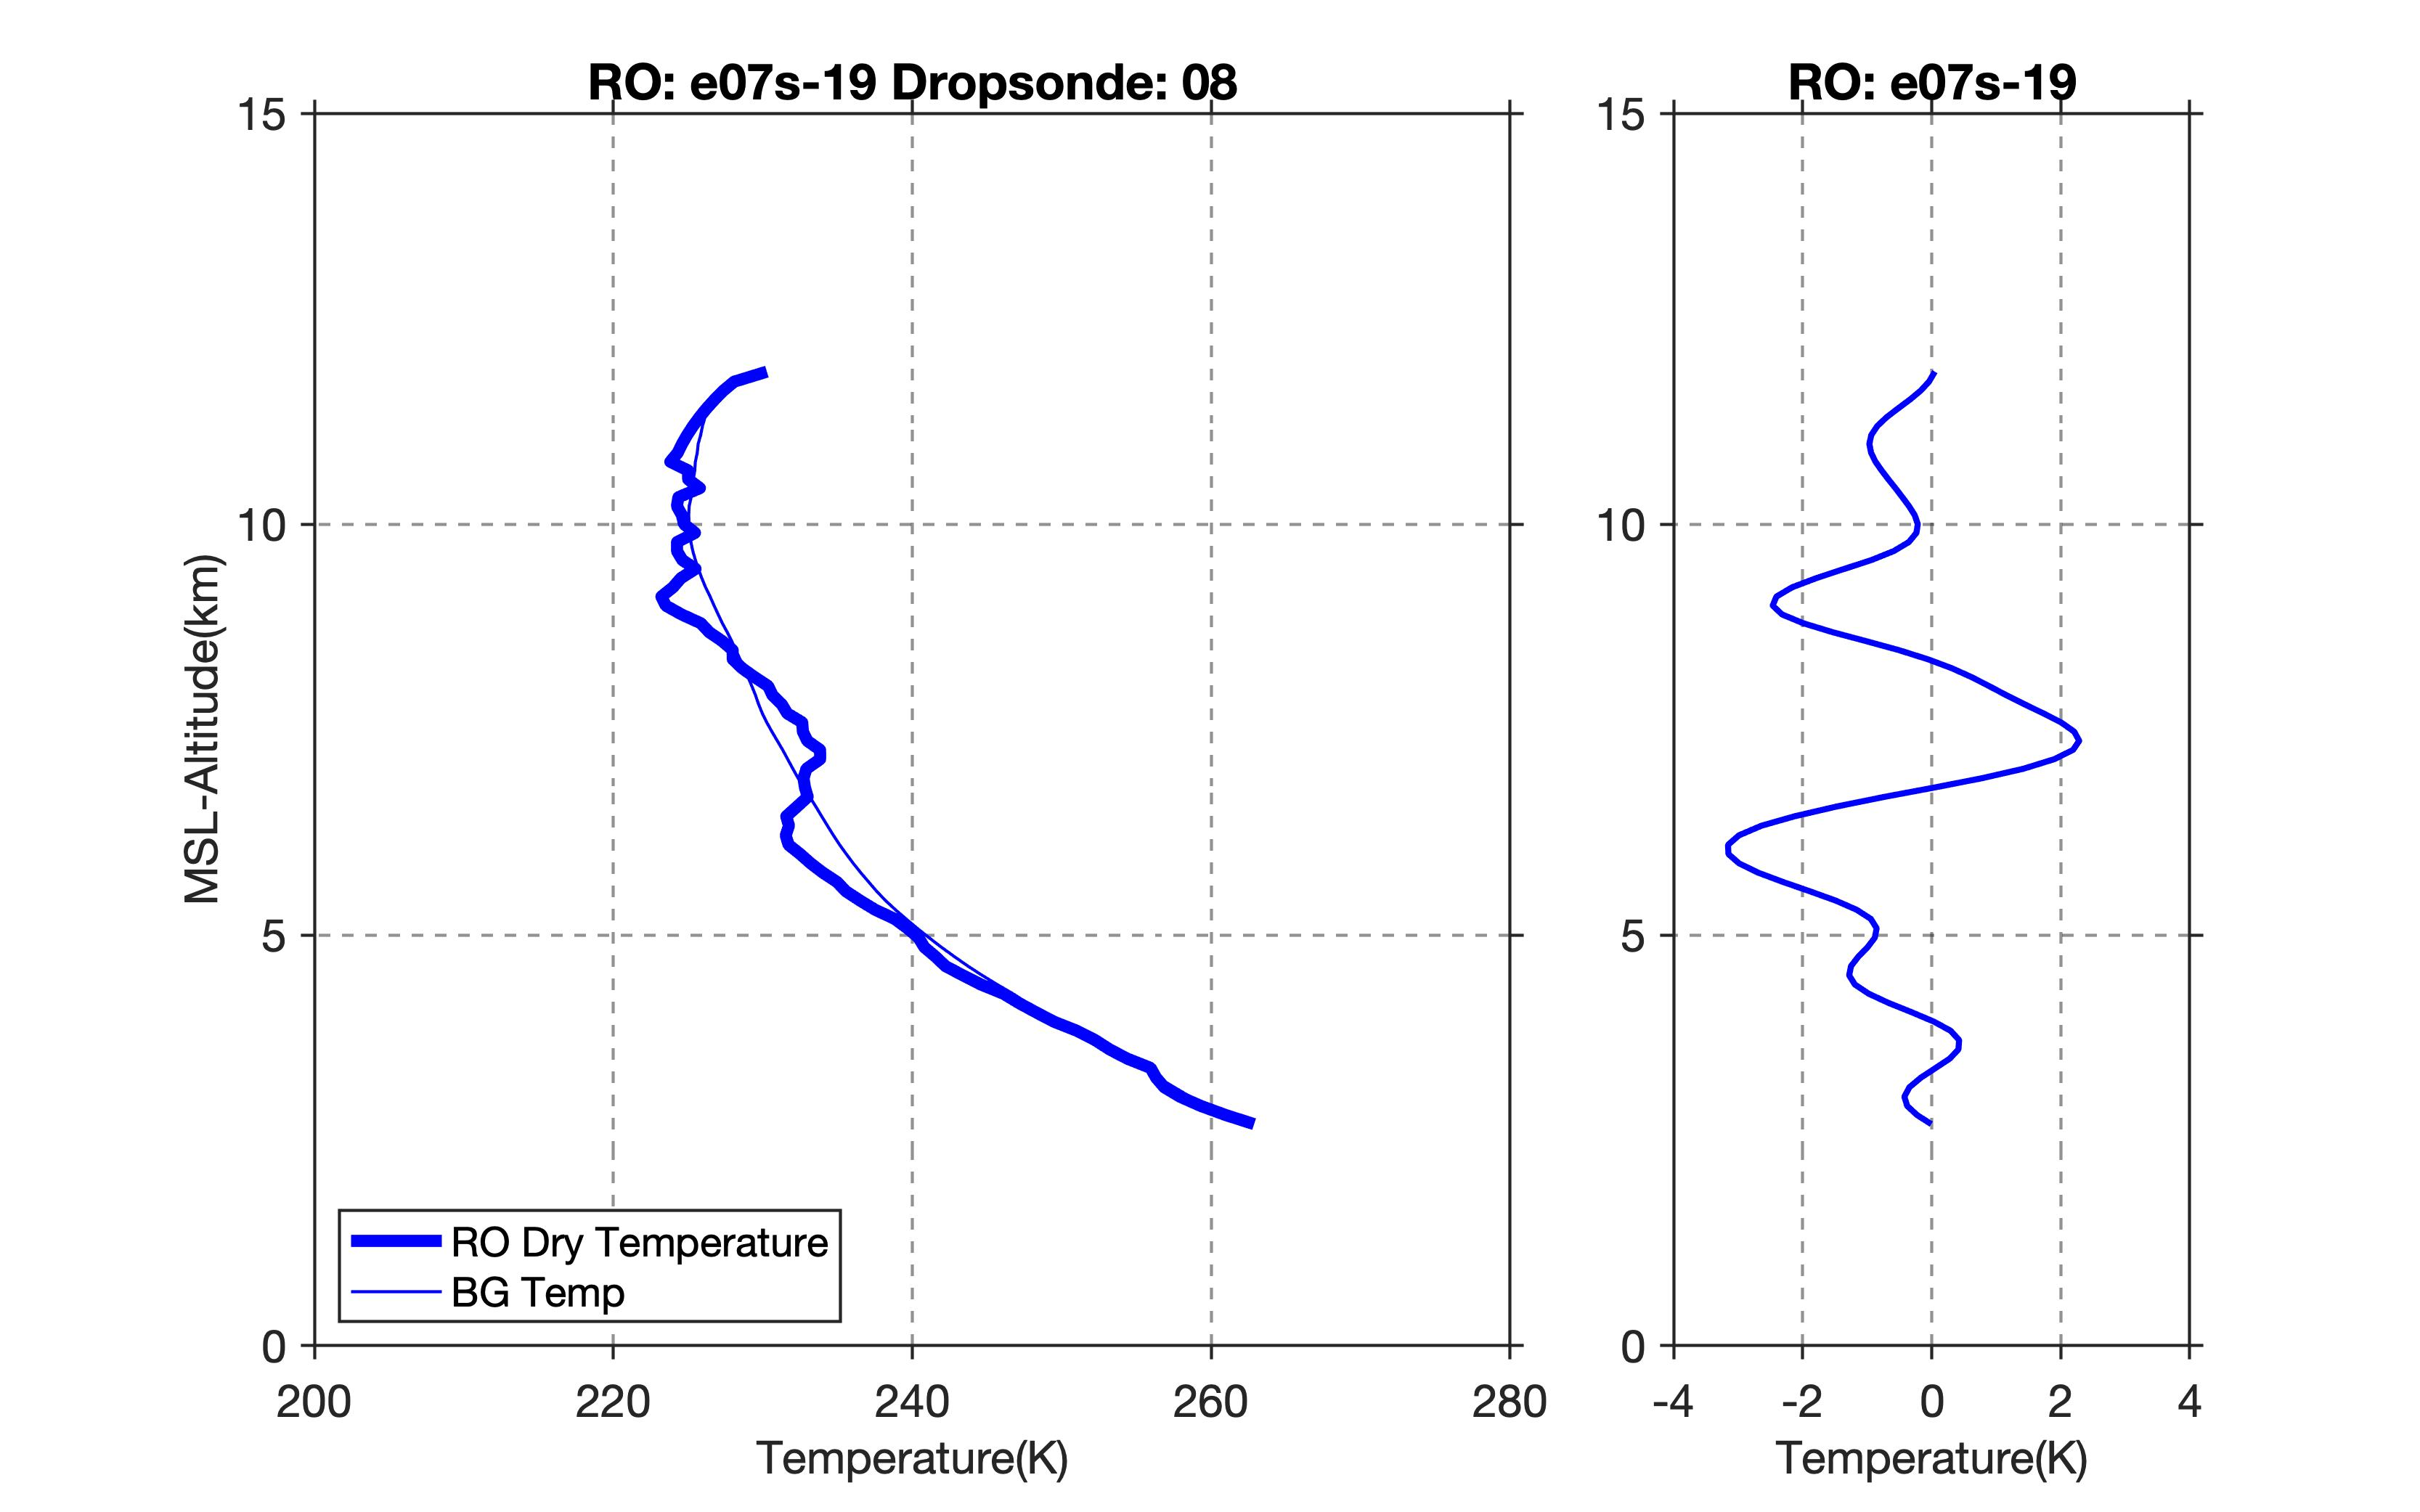 RO: e07s-19 Dropsonde: 08
15
10
5
0
MSL-Altitude(km)
RO Dry Temperature
BG Temp
200 220 240 260 280
Temperature(K)
RO: e07s-19
15
10
5
0
-4 -2 0 2 4
Temperature(K)